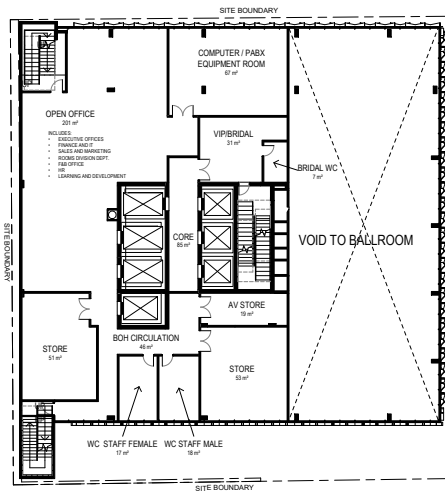 SITE BOUNDARY
COMPUTER / PABX
EQUIPMENT ROOM
67 m²
OPEN OFFICE
201 m²
INCLUDES:
• EXECUTIVE OFFICES
• FINANCE AND IT
• SALES AND MARKETING
• ROOMS DIVISION DEPT.
• F&B OFFICE
• HR
• LEARNING AND DEVELOPMENT
VIP/BRIDAL
31 m²
BRIDAL WC
7 m²
SITE BOUNDARY
CORE
85 m²
VOID TO BALLROOM
AV STORE
19 m²
BOH CIRCULATION
46 m²
STORE
51 m²
STORE
53 m²
WC STAFF FEMALE
17 m²
WC STAFF MALE
18 m²
SITE BOUNDARY